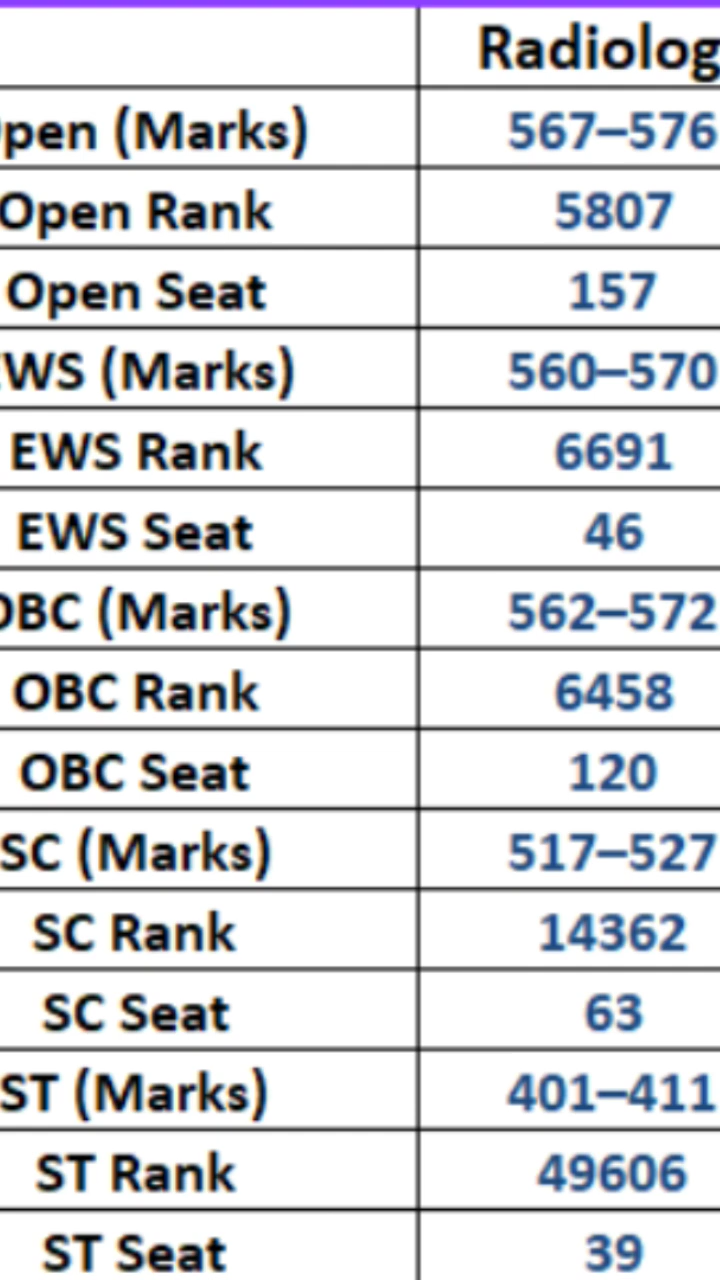 Radiolog
pen (Marks) 567–576
Open Rank 5807
Open Seat 157
EWS (Marks) 560–570
EWS Rank 6691
EWS Seat 46
OBC (Marks) 562–572
OBC Rank 6458
OBC Seat 120
SC (Marks) 517–527
SC Rank 14362
SC Seat 63
ST (Marks) 401–411
ST Rank 49606
ST Seat 39